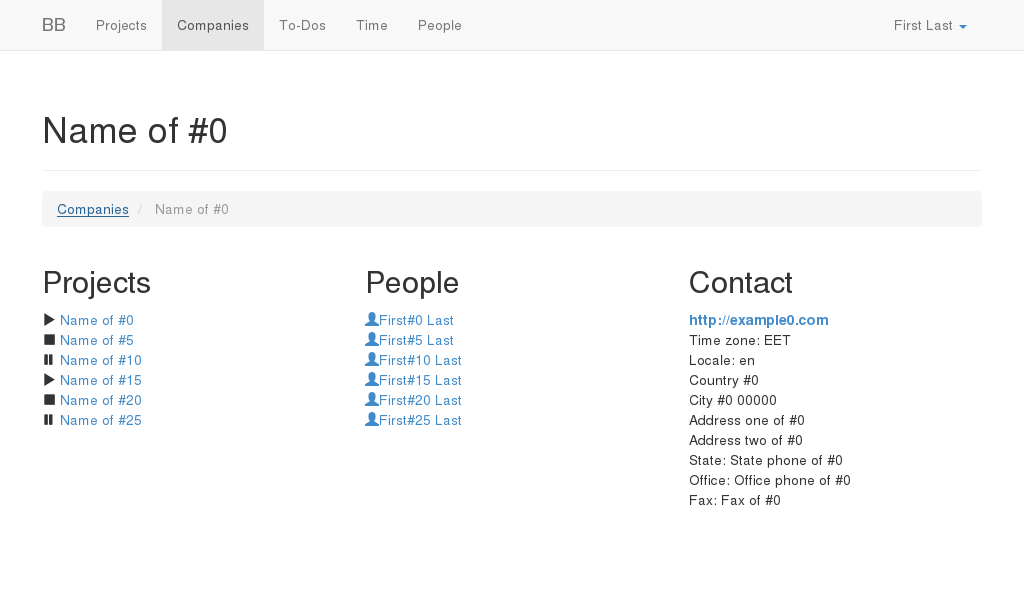 BB Projects Companies To-Dos Time People First Last
Name of #0
Companies / Name of #0
Projects
Name of #0
Name of #5
Name of #10
Name of #15
Name of #20
Name of #25
People
First#0 Last
First#5 Last
First#10 Last
First#15 Last
First#20 Last
First#25 Last
Contact
http://example0.com
Time zone: EET
Locale: en
Country #0
City #0 00000
Address one of #0
Address two of #0
State: State phone of #0
Office: Office phone of #0
Fax: Fax of #0